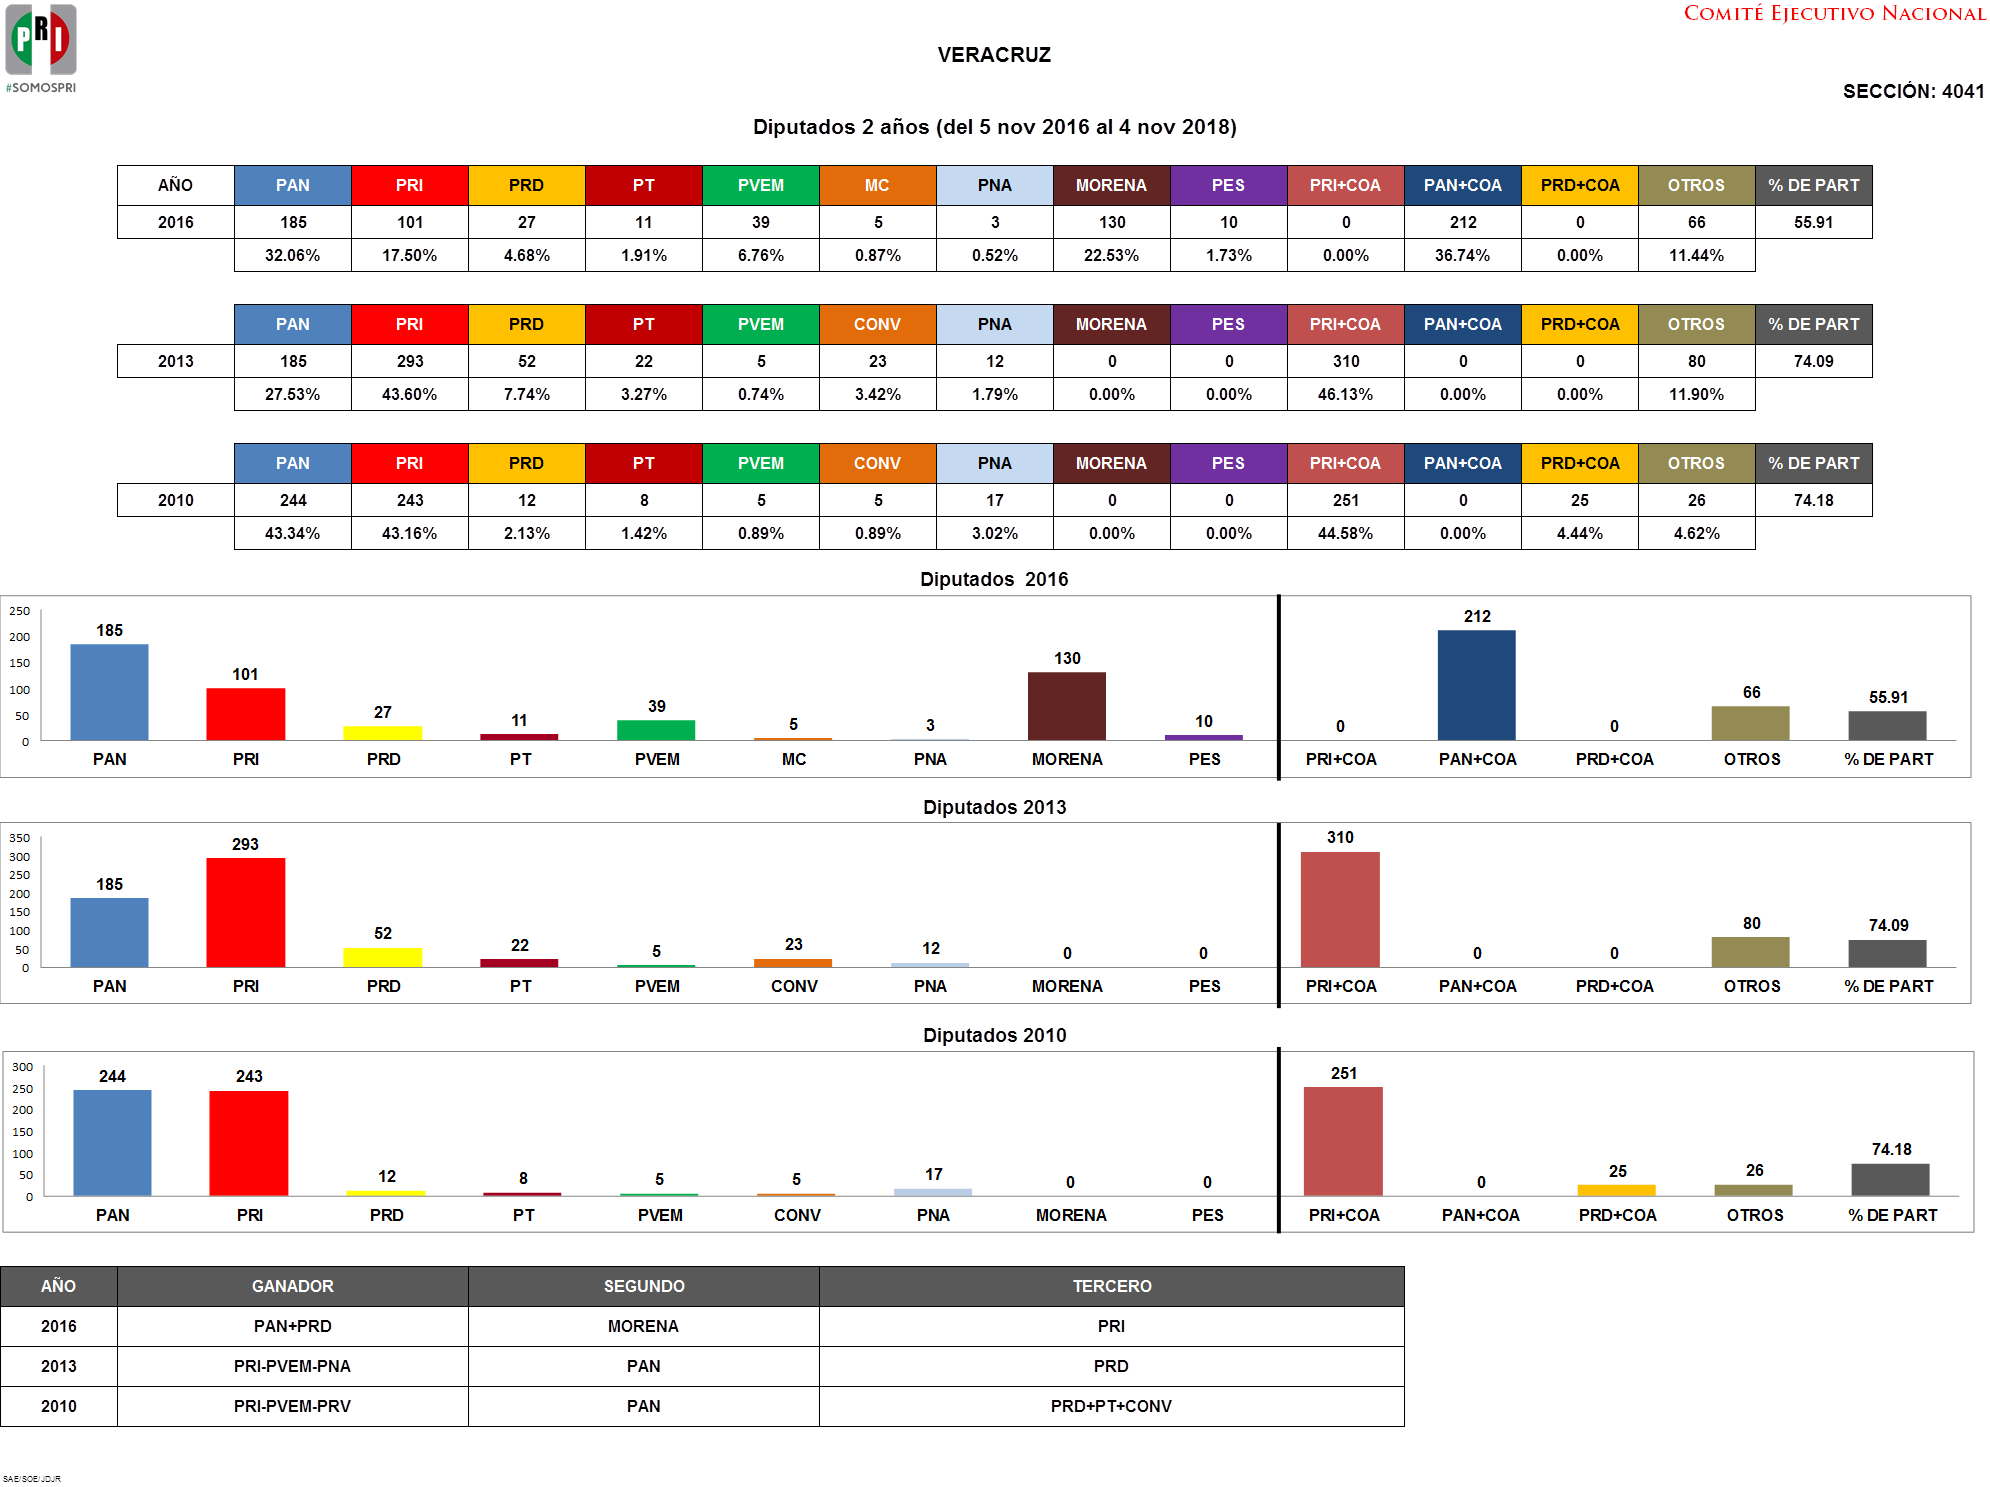 PRI
#SOMOSPRI
COMITÉ EJECUTIVO NACIONAL
VERACRUZ
SECCIÓN: 4041
Diputados 2 años (del 5 nov 2016 al 4 nov 2018)
AÑO PAN PRI PRD PT PVEM MC PNA MORENA PES PRI+COA PAN+COA PRD+COA OTROS % DE PART
2016 185 101 27 11 39 5 3 130 10 0 212 0 66 55.91
32.06% 17.50% 4.68% 1.91% 6.76% 0.87% 0.52% 22.53% 1.73% 0.00% 36.74% 0.00% 11.44%
PAN PRI PRD PT PVEM CONV PNA MORENA PES PRI+COA PAN+COA PRD+COA OTROS % DE PART
2013 185 293 52 22 5 23 12 0 0 310 0 0 80 74.09
27.53% 43.60% 7.74% 3.27% 0.74% 3.42% 1.79% 0.00% 0.00% 46.13% 0.00% 0.00% 11.90%
PAN PRI PRD PT PVEM CONV PNA MORENA PES PRI+COA PAN+COA PRD+COA OTROS % DE PART
2010 244 243 12 8 5 5 17 0 0 251 0 25 26 74.18
43.34% 43.16% 2.13% 1.42% 0.89% 0.89% 3.02% 0.00% 0.00% 44.58% 0.00% 4.44% 4.62%
Diputados 2016
250
200
150
100
50
0
185 101 27 11 39 5 3 130 10 0 212 0 66 55.91
PAN PRI PRD PT PVEM MC PNA MORENA PES PRI+COA PAN+COA PRD+COA OTROS % DE PART
Diputados 2013
350
300
250
200
150
100
50
0
185 293 52 22 5 23 12 0 0 310 0 0 80 74.09
PAN PRI PRD PT PVEM CONV PNA MORENA PES PRI+COA PAN+COA PRD+COA OTROS % DE PART
Diputados 2010
300
250
200
150
100
50
0
244 243 12 8 5 5 17 0 0 251 0 25 26 74.18
PAN PRI PRD PT PVEM CONV PNA MORENA PES PRI+COA PAN+COA PRD+COA OTROS % DE PART
AÑO GANADOR SEGUNDO TERCERO
2016 PAN+PRD MORENA PRI
2013 PRI-PVEM-PNA PAN PRD
2010 PRI-PVEM-PRV PAN PRD+PT+CONV
SAE/SOE/JDJR